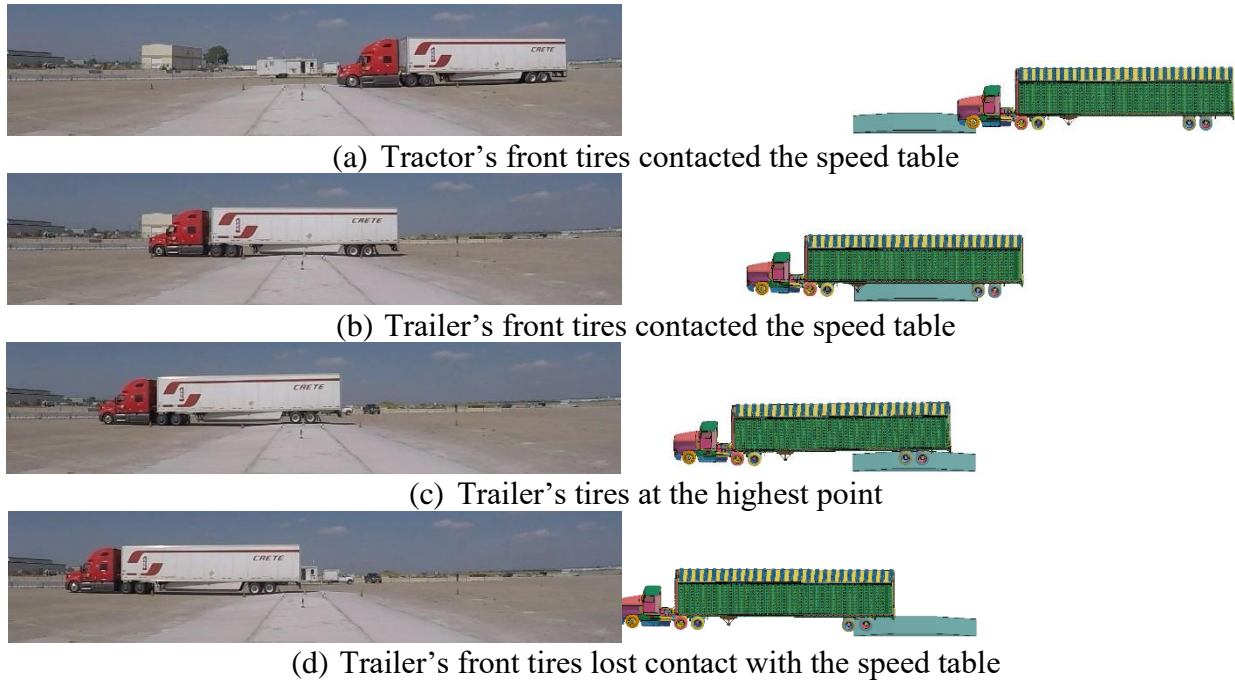 CRETE
(a) Tractor's front tires contacted the speed table
CRETE
(b) Trailer's front tires contacted the speed table
CRETE
(c) Trailer's tires at the highest point
CRETE
(d) Trailer's front tires lost contact with the speed table